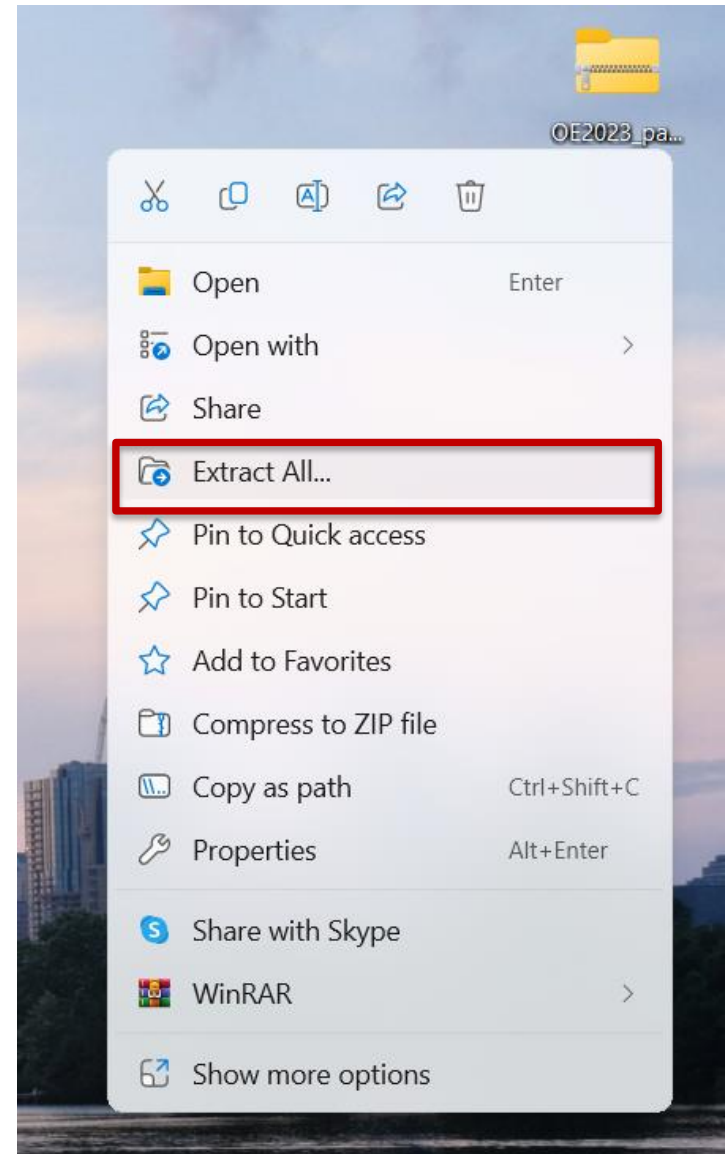 OE2023_pa...
Open Enter
Open with
Share
Extract All...
Pin to Quick access
Pin to Start
Add to Favorites
Compress to ZIP file
Copy as path Ctrl+Shift+C
Properties Alt+Enter
Share with Skype
WinRAR
Show more options